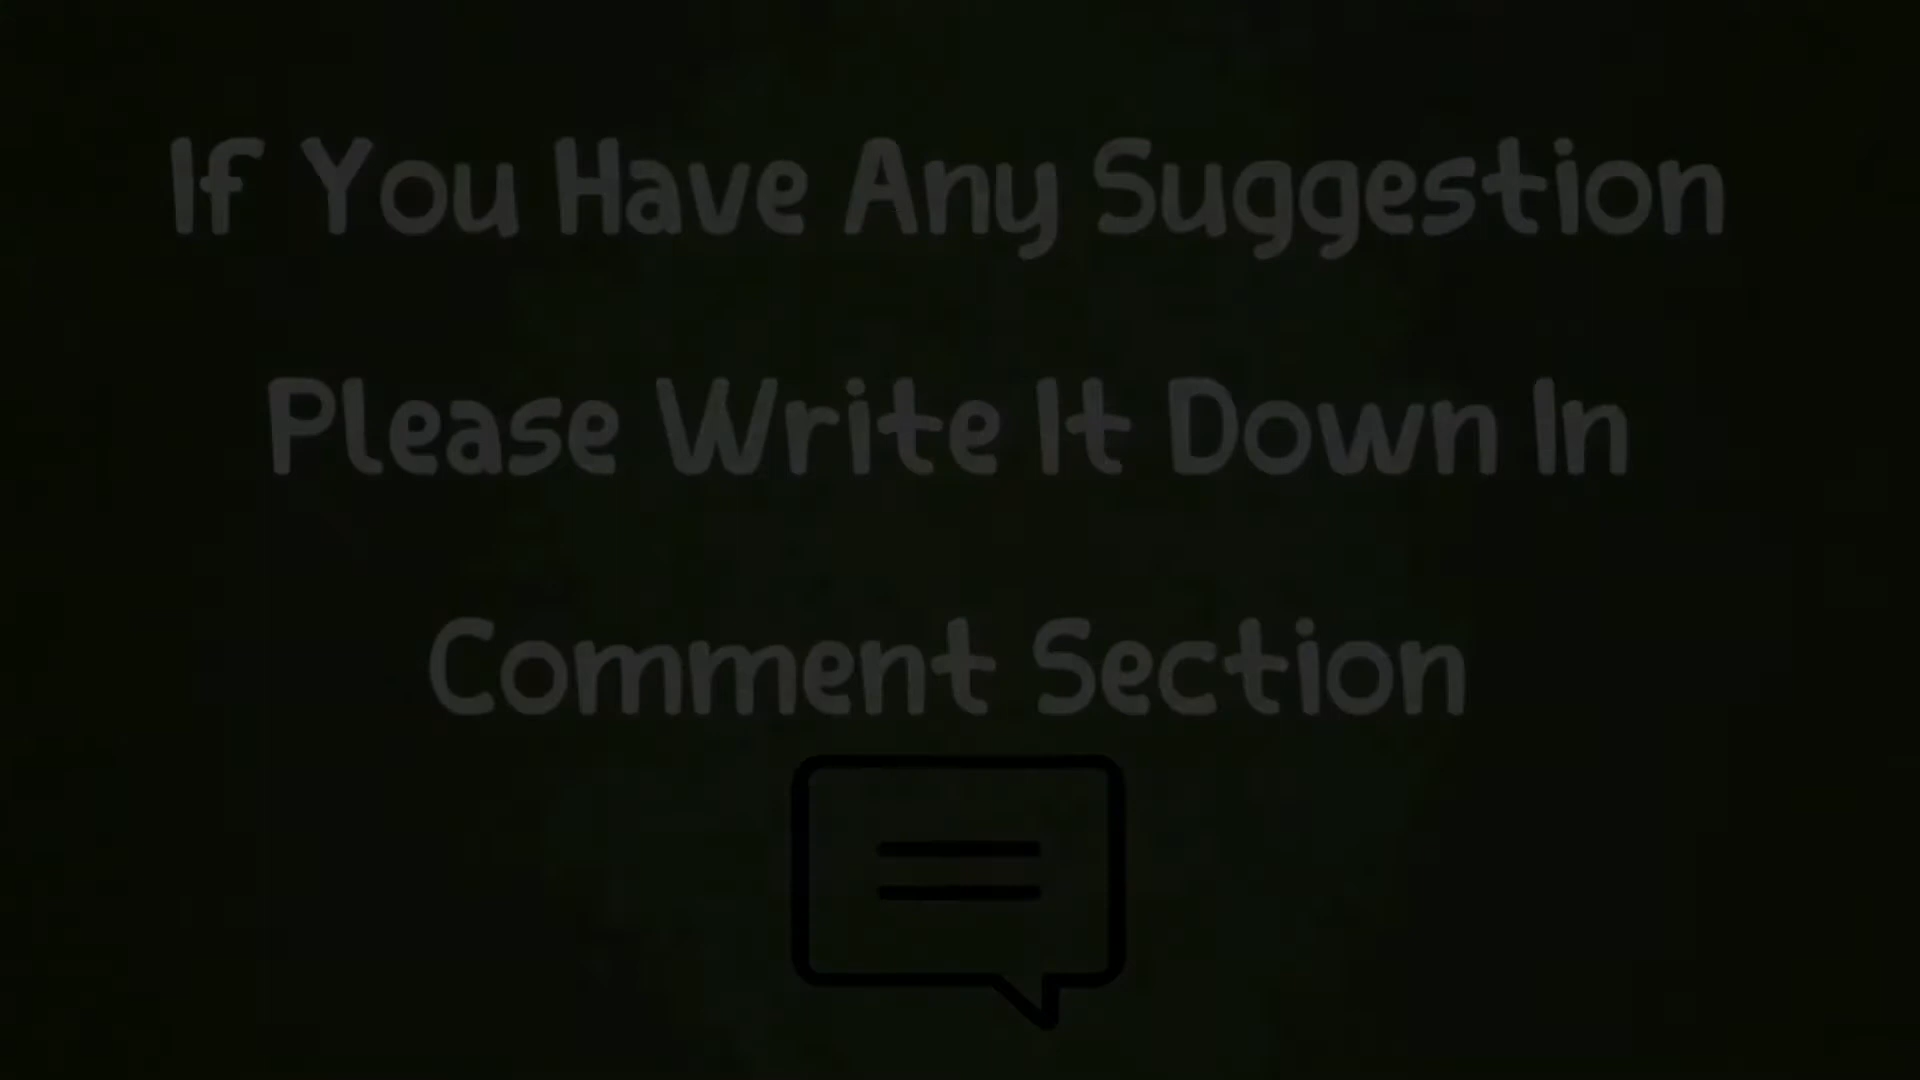 If You Have Any Suggestion
Please Write It Down In
Comment Section